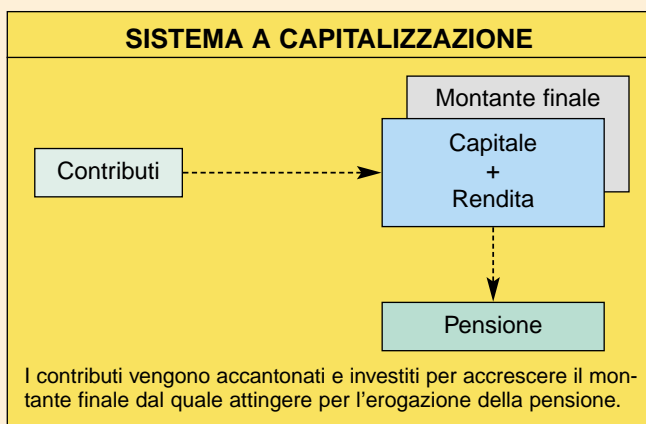 SISTEMA A CAPITALIZZAZIONE
Montante finale
Contributi
Capitale
+
Rendita
Pensione
I contributi vengono accantonati e investiti per accrescere il mon-
tante finale dal quale attingere per l'erogazione della pensione.